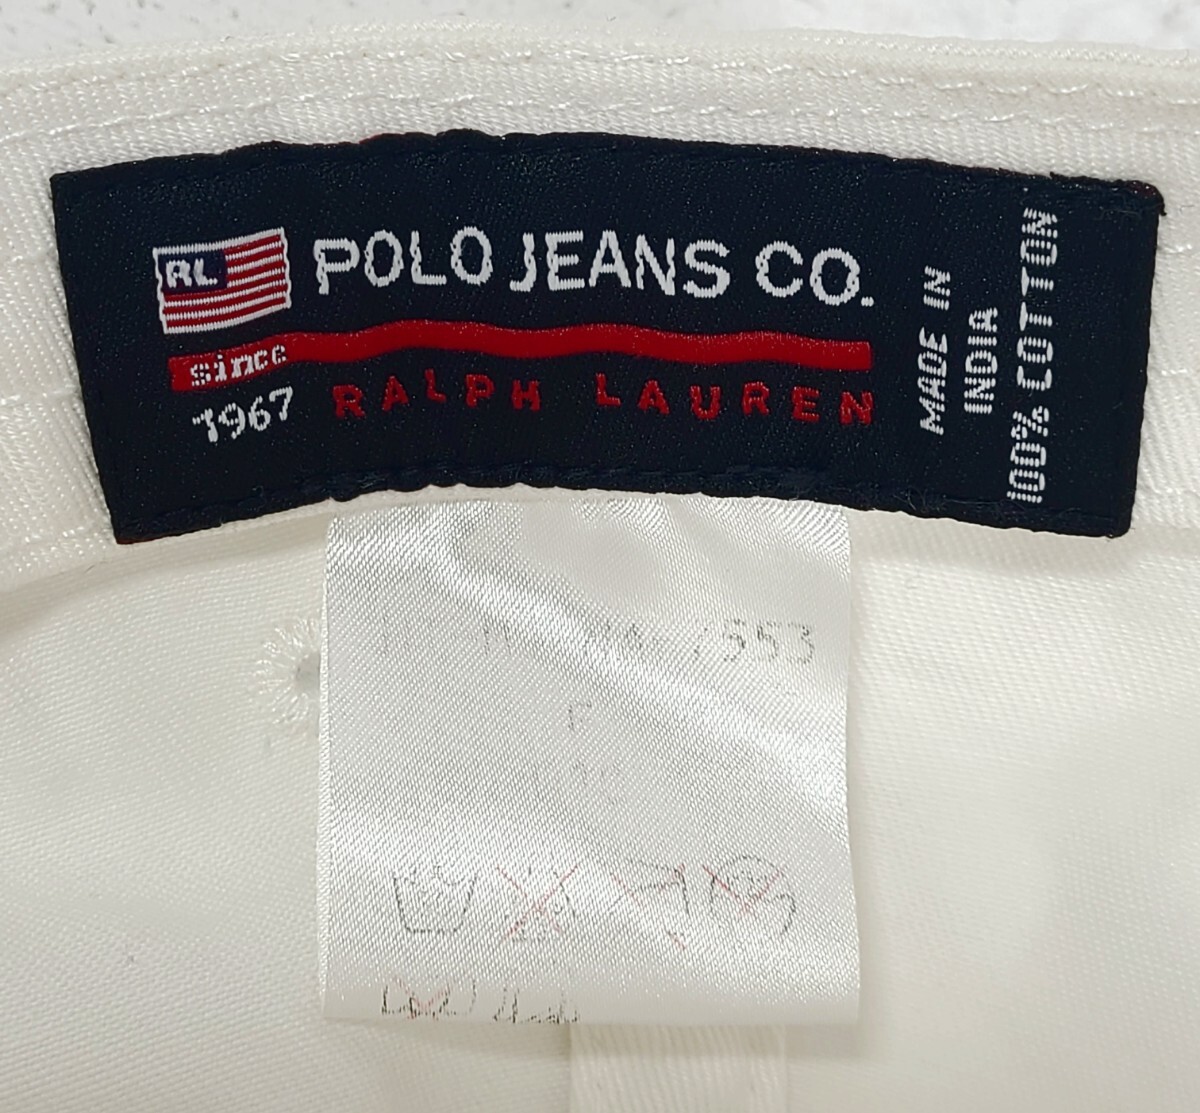 RL POLO JEANS CO.
since
1967 RALPH LAUREN
MADE IN
INDIA
100% COTTON